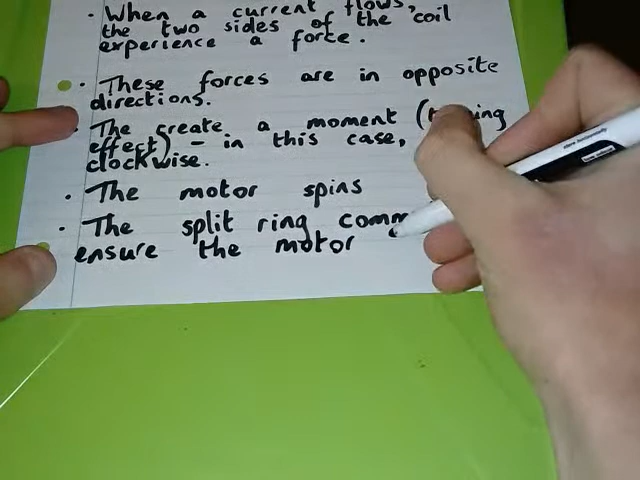 When a current flows,
the two sides of the coil
experience a force.
These forces are in opposite
directions.
The create a moment
effect) - in this case,
clockwise.
The motor spins
The split ring
ensure the motor